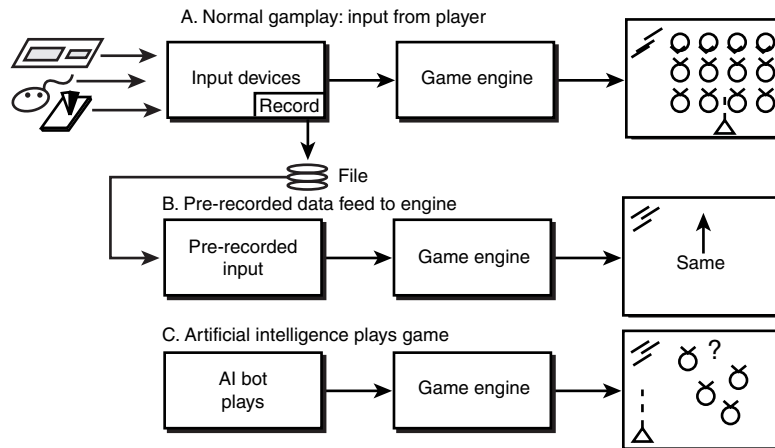 A. Normal gamplay: input from player
Input devices
Record
Game engine
File
B. Pre-recorded data feed to engine
Pre-recorded
input
Game engine
Same
C. Artificial intelligence plays game
AI bot
plays
Game engine
?